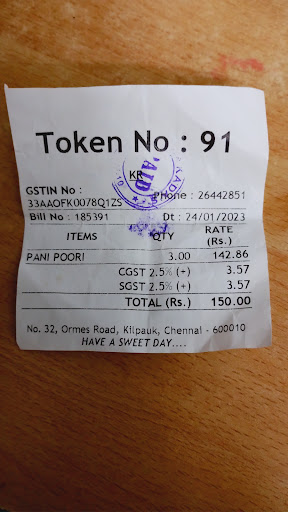 Token No : 91
KR
PAID
GSTIN No : Phone : 26442851
33AAOFK0078Q1ZS
Bill No : 185391 Dt : 24/01/2023
ITEMS QTY RATE (Rs.)
PANI POORI 3.00 142.86
CGST 2.5% (+) 3.57
SGST 2.5% (+) 3.57
TOTAL (Rs.) 150.00
No. 32, Ormes Road, Kilpauk, Chennai - 600010
HAVE A SWEET DAY....